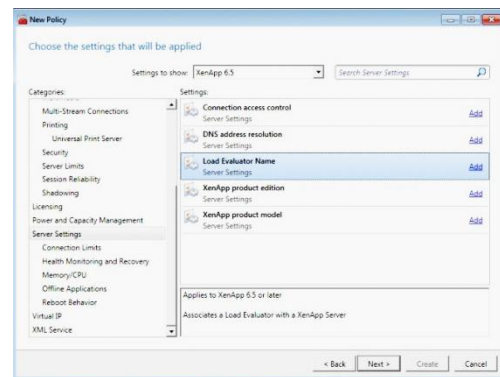 New Policy
Choose the settings that will be applied
Settings to show: XenApp 6.5
Search Server Settings
Categories:
Multi-Stream Connections
Printing
Universal Print Server
Security
Server Limits
Session Reliability
Shadowing
Licensing
Power and Capacity Management
Server Settings
Connection Limits
Health Monitoring and Recovery
Memory/CPU
Offline Applications
Reboot Behavior
Virtual IP
XML Service
Settings:
Connection access control
Server Settings
Add
DNS address resolution
Server Settings
Add
Load Evaluator Name
Server Settings
Add
XenApp product edition
Server Settings
Add
XenApp product model
Server Settings
Add
Applies to XenApp 6.5 or later
Associates a Load Evaluator with a XenApp Server
< Back
Next >
Create
Cancel